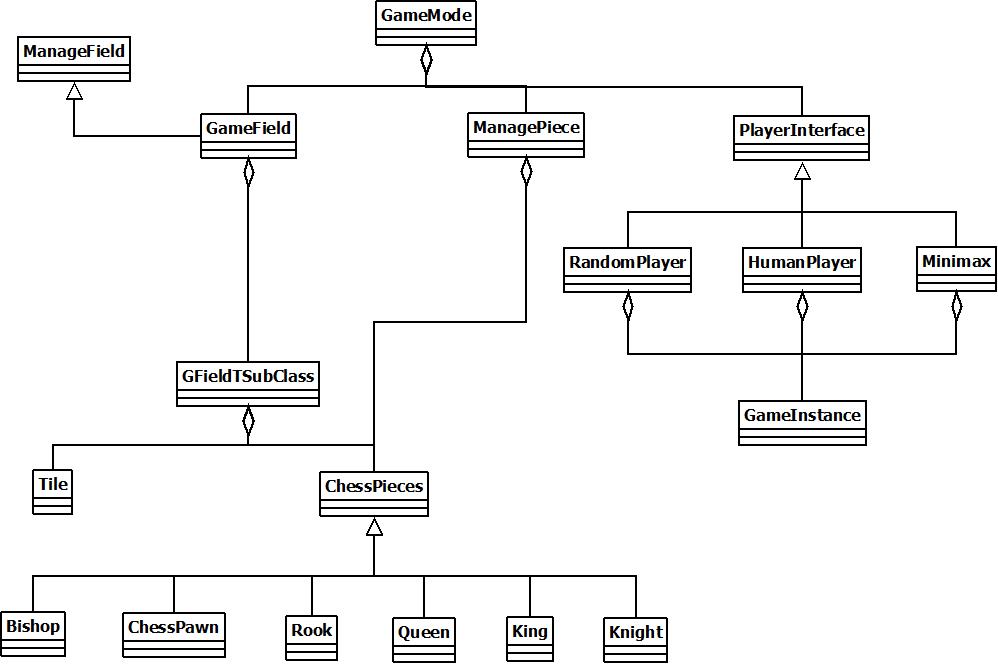 GameMode
ManageField
GameField
ManagePiece
PlayerInterface
RandomPlayer
HumanPlayer
Minimax
GFieldTSubClass
GameInstance
Tile
ChessPieces
Bishop
ChessPawn
Rook
Queen
King
Knight